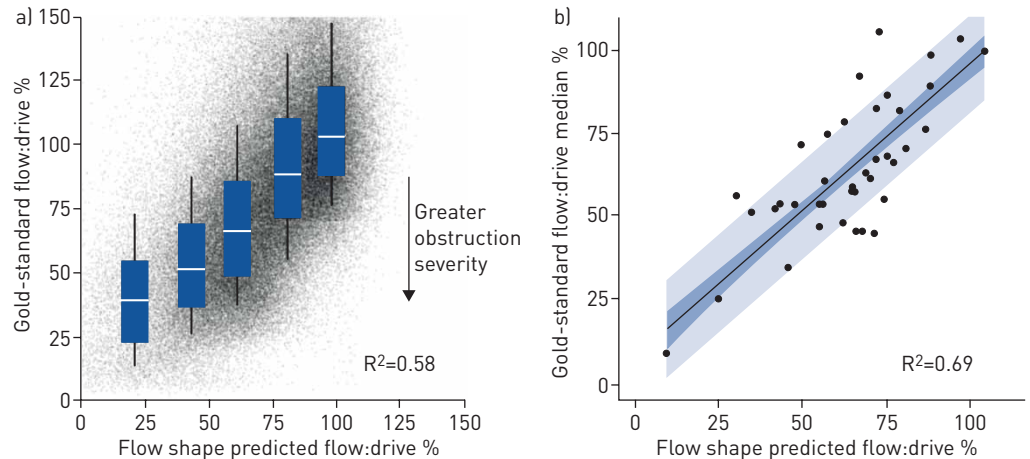 a)
Gold-standard flow:drive %
150
125
100
75
50
25
0
Greater
obstruction
severity
R²=0.58
0 25 50 75 100 125 150
Flow shape predicted flow:drive %
b)
Gold-standard flow:drive median %
100
75
50
25
0
R²=0.69
0 25 50 75 100
Flow shape predicted flow:drive %